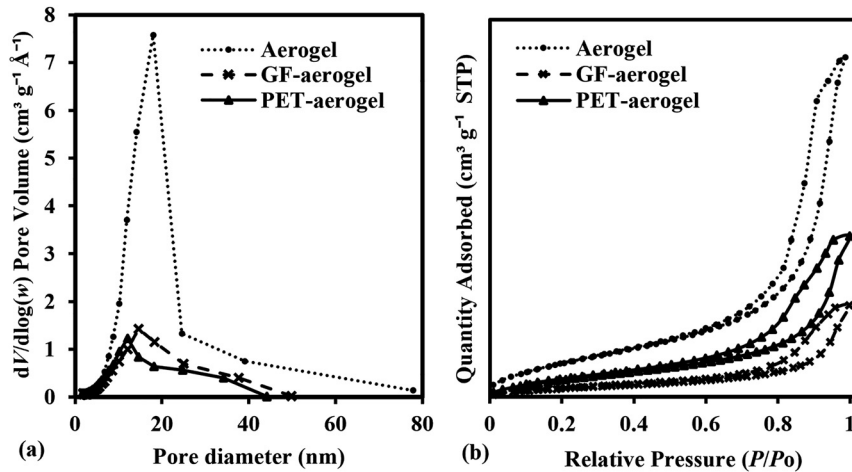 8
7
6
5
4
3
2
1
0
dV/dlog(w) Pore Volume (cm³ g⁻¹ Å⁻¹)
Aerogel
GF-aerogel
PET-aerogel
0 20 40 60 80
(a)
Pore diameter (nm)
Quantity Adsorbed (cm³ g⁻¹ STP)
Aerogel
GF-aerogel
PET-aerogel
0 0.2 0.4 0.6 0.8 1
(b)
Relative Pressure (P/Po)